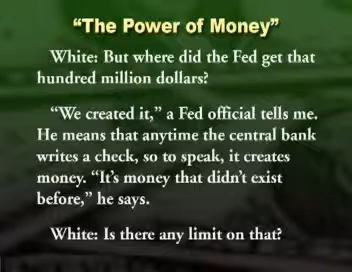 “The Power of Money”
White: But where did the Fed get that
hundred million dollars?
“We created it,” a Fed official tells me.
He means that anytime the central bank
writes a check, so to speak, it creates
money. “It’s money that didn’t exist
before,” he says.
White: Is there any limit on that?